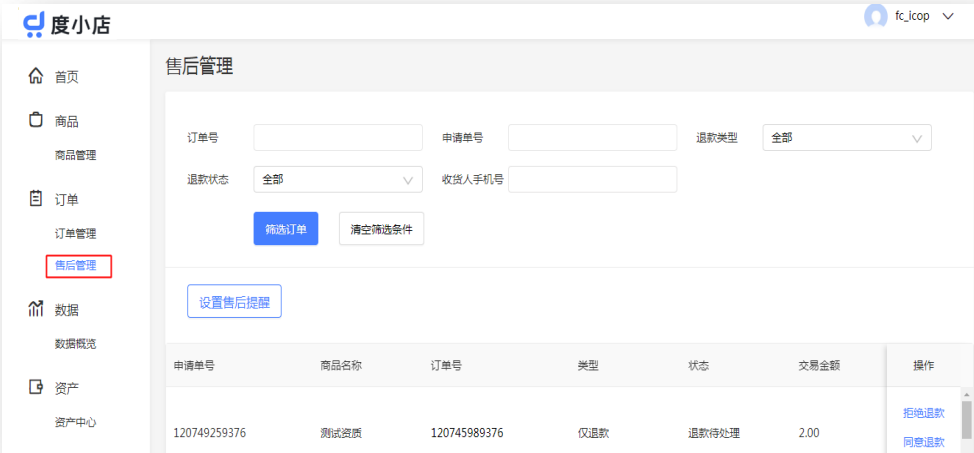 度小店
fc_icop
首页
商品
商品管理
订单
订单管理
售后管理
数据
数据概览
资产
资产中心
售后管理
订单号
申请单号
退款类型 全部
退款状态 全部
收货人手机号
筛选订单 清空筛选条件
设置售后提醒
申请单号 商品名称 订单号 类型 状态 交易金额 操作
120749259376 测试资质 120745989376 仅退款 退款待处理 2.00
拒绝退款
同意退款